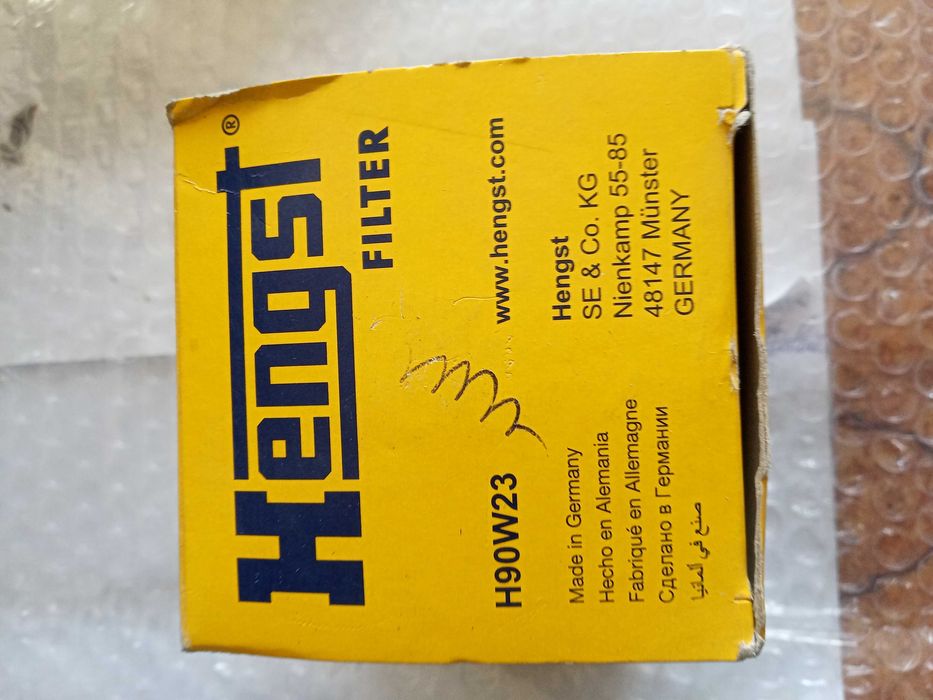 Hengst®
FILTER
H90W23
www.hengst.com
Made in Germany
Hecho en Alemania
Fabriqué en Allemagne
Сделано в Германии
صنع في ألمانيا
Hengst
SE & Co. KG
Nienkamp 55-85
48147 Münster
GERMANY